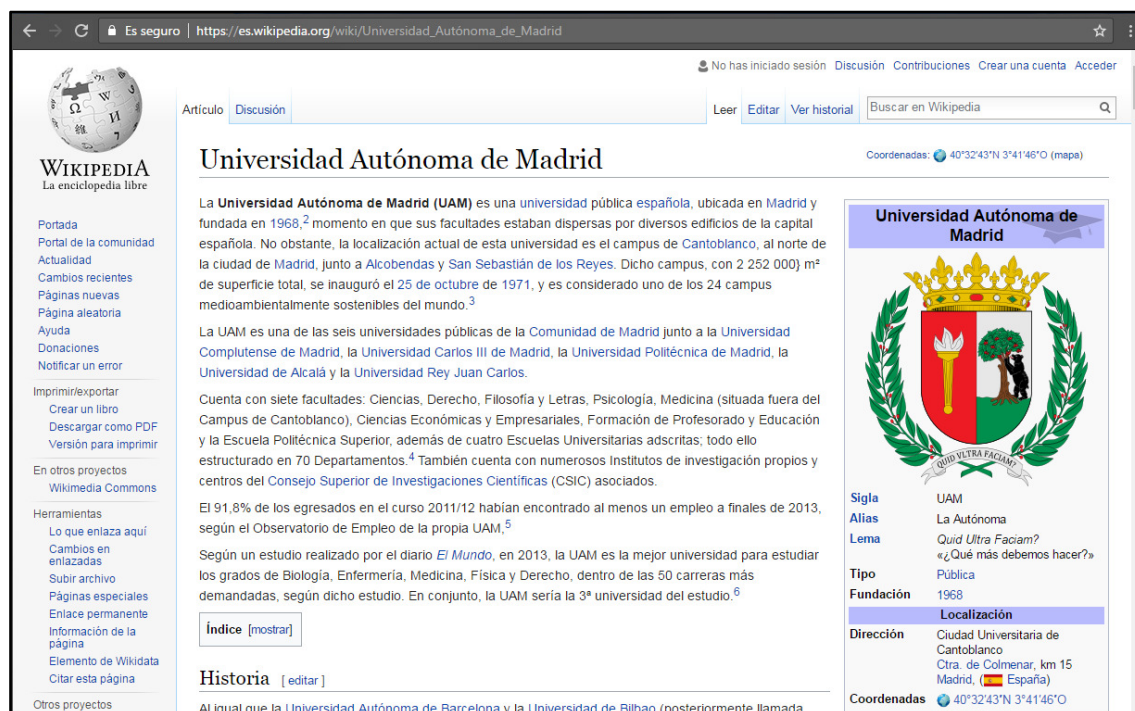 Es seguro | https://es.wikipedia.org/wiki/Universidad_Autónoma_de_Madrid
No has iniciado sesión Discusión Contribuciones Crear una cuenta Acceder
Artículo Discusión
Leer Editar Ver historial Buscar en Wikipedia
WIKIPEDIA
La enciclopedia libre
Portada
Portal de la comunidad
Actualidad
Cambios recientes
Páginas nuevas
Página aleatoria
Ayuda
Donaciones
Notificar un error
Imprimir/exportar
Crear un libro
Descargar como PDF
Versión para imprimir
En otros proyectos
Wikimedia Commons
Herramientas
Lo que enlaza aquí
Cambios en
enlazadas
Subir archivo
Páginas especiales
Enlace permanente
Información de la
página
Elemento de Wikidata
Citar esta página
Otros proyectos
Universidad Autónoma de Madrid
Coordenadas: 40°32′43″N 3°41′46″O (mapa)
La Universidad Autónoma de Madrid (UAM) es una universidad pública española, ubicada en Madrid y
fundada en 1968,2 momento en que sus facultades estaban dispersas por diversos edificios de la capital
española. No obstante, la localización actual de esta universidad es el campus de Cantoblanco, al norte de
la ciudad de Madrid, junto a Alcobendas y San Sebastián de los Reyes. Dicho campus, con 2 252 000} m²
de superficie total, se inauguró el 25 de octubre de 1971, y es considerado uno de los 24 campus
medioambientalmente sostenibles del mundo.3
La UAM es una de las seis universidades públicas de la Comunidad de Madrid junto a la Universidad
Complutense de Madrid, la Universidad Carlos III de Madrid, la Universidad Politécnica de Madrid, la
Universidad de Alcalá y la Universidad Rey Juan Carlos.
Cuenta con siete facultades: Ciencias, Derecho, Filosofía y Letras, Psicología, Medicina (situada fuera del
Campus de Cantoblanco), Ciencias Económicas y Empresariales, Formación de Profesorado y Educación
y la Escuela Politécnica Superior, además de cuatro Escuelas Universitarias adscritas; todo ello
estructurado en 70 Departamentos.4 También cuenta con numerosos Institutos de investigación propios y
centros del Consejo Superior de Investigaciones Científicas (CSIC) asociados.
El 91,8% de los egresados en el curso 2011/12 habían encontrado al menos un empleo a finales de 2013,
según el Observatorio de Empleo de la propia UAM,5
Según un estudio realizado por el diario El Mundo, en 2013, la UAM es la mejor universidad para estudiar
los grados de Biología, Enfermería, Medicina, Física y Derecho, dentro de las 50 carreras más
demandadas, según dicho estudio. En conjunto, la UAM sería la 3ª universidad del estudio.6
Índice [mostrar]
Historia [ editar ]
Al igual que la Universidad Autónoma de Barcelona y la Universidad de Bilbao (posteriormente llamada
Universidad Autónoma de
Madrid
QUID VLTRA FACIAM?
Sigla UAM
Alias La Autónoma
Lema Quid Ultra Faciam?
«¿Qué más debemos hacer?»
Tipo Pública
Fundación 1968
Localización
Dirección Ciudad Universitaria de
Cantoblanco
Ctra. de Colmenar, km 15
Madrid, (España)
Coordenadas 40°32′43″N 3°41′46″O